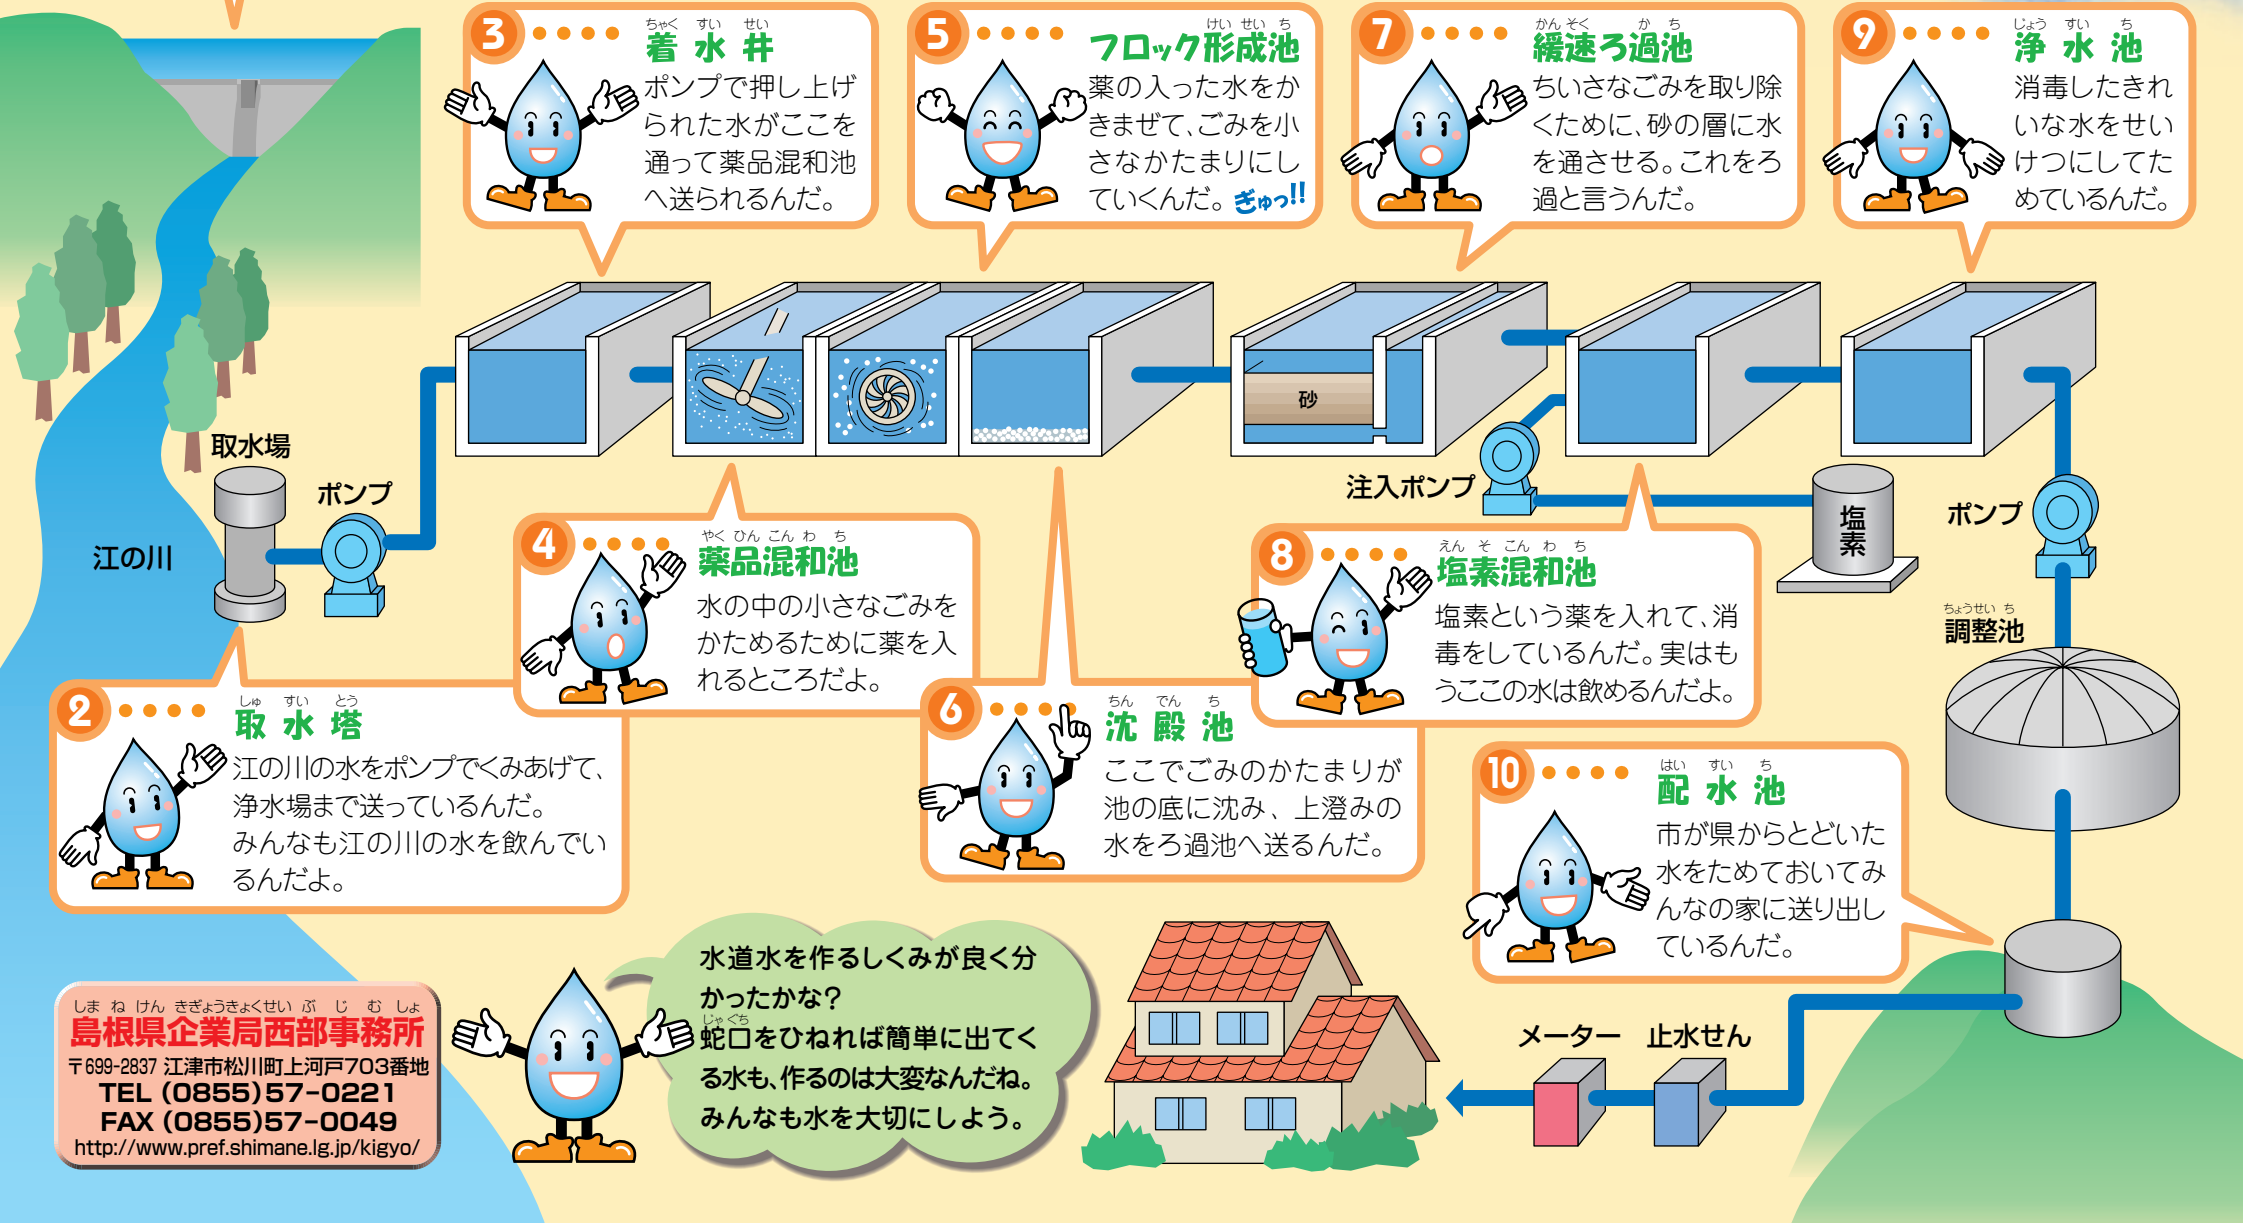 3
ちゃく すい せい
着水井
ポンプで押し上げ
られた水がここを
通って薬品混和池
へ送られるんだ。
5
けい せい ち
フロック形成池
薬の入った水をか
きまぜて、ごみを小
さなかたまりにし
ていくんだ。ぎゅっ!!
7
かん そく か ち
緩速ろ過池
ちいさなごみを取り除
くために、砂の層に水
を通させる。これをろ
過と言うんだ。
9
じょう すい ち
浄水池
消毒したきれ
いな水をせい
けつにしてた
めているんだ。
砂
取水場
ポンプ
江の川
注入ポンプ
塩素
ポンプ
ちょうせい ち
調整池
2
しゅ すい とう
取水塔
江の川の水をポンプでくみあげて、
浄水場まで送っているんだ。
みんなも江の川の水を飲んでい
るんだよ。
4
やく ひん こん わ ち
薬品混和池
水の中の小さなごみを
かためるために薬を入
れるところだよ。
6
ちん でん ち
沈殿池
ここでごみのかたまりが
池の底に沈み、上澄みの
水をろ過池へ送るんだ。
8
えん そ こん わ ち
塩素混和池
塩素という薬を入れて、消
毒をしているんだ。実はも
うここの水は飲めるんだよ。
10
はい すい ち
配水池
市が県からとどいた
水をためておいてみ
んなの家に送り出し
ているんだ。
メーター
止水せん
水道水を作るしくみが良く分
かったかな?
じゃぐち
蛇口をひねれば簡単に出てく
る水も、作るのは大変なんだね。
みんなも水を大切にしよう。
しま ね けん きぎょうきょくせい ぶ じ む しょ
島根県企業局西部事務所
〒699-2837 江津市松川町上河戸703番地
TEL (0855)57-0221
FAX (0855)57-0049
http://www.pref.shimane.lg.jp/kigyo/